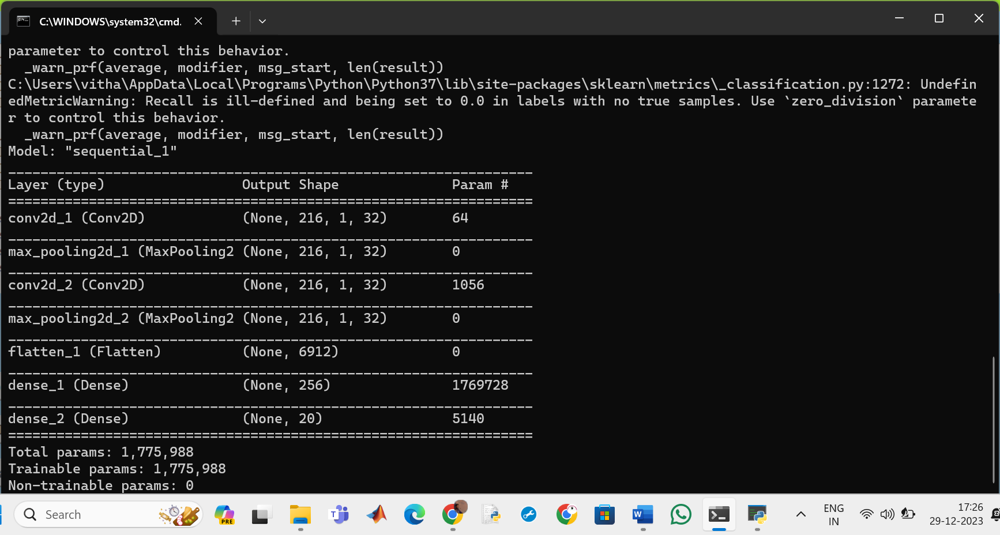 C:\WINDOWS\system32\cmd.
parameter to control this behavior.
  _warn_prf(average, modifier, msg_start, len(result))
C:\Users\vitha\AppData\Local\Programs\Python\Python37\lib\site-packages\sklearn\metrics\_classification.py:1272: Undefin
edMetricWarning: Recall is ill-defined and being set to 0.0 in labels with no true samples. Use `zero_division` paramete
r to control this behavior.
  _warn_prf(average, modifier, msg_start, len(result))
Model: "sequential_1"
_________________________________________________________________
Layer (type)                 Output Shape              Param #
=================================================================
conv2d_1 (Conv2D)            (None, 216, 1, 32)        64
_________________________________________________________________
max_pooling2d_1 (MaxPooling2 (None, 216, 1, 32)        0
_________________________________________________________________
conv2d_2 (Conv2D)            (None, 216, 1, 32)        1056
_________________________________________________________________
max_pooling2d_2 (MaxPooling2 (None, 216, 1, 32)        0
_________________________________________________________________
flatten_1 (Flatten)          (None, 6912)              0
_________________________________________________________________
dense_1 (Dense)              (None, 256)               1769728
_________________________________________________________________
dense_2 (Dense)              (None, 20)                5140
=================================================================
Total params: 1,775,988
Trainable params: 1,775,988
Non-trainable params: 0
Search
PRE
T
W
ENG
IN
17:26
29-12-2023